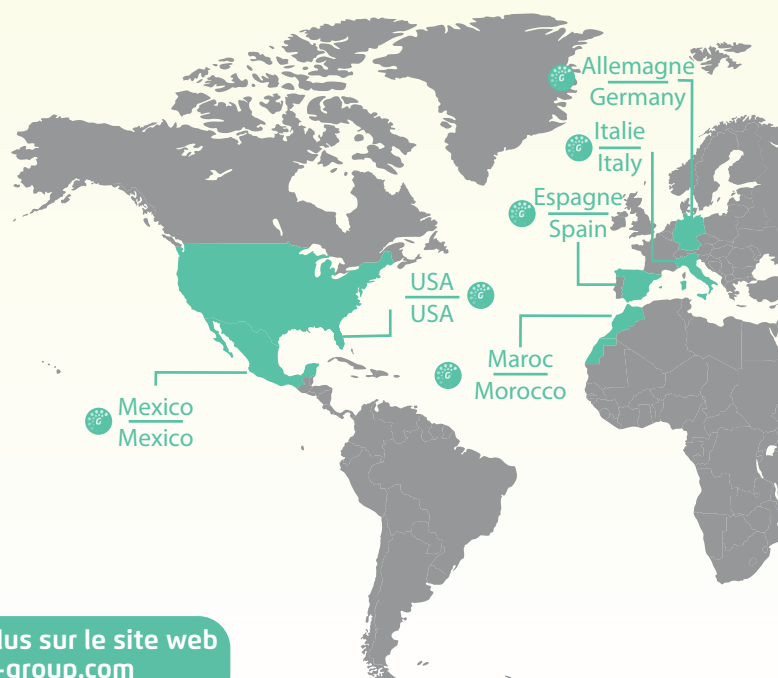 Allemagne
Germany
Italie
Italy
Espagne
Spain
USA
USA
Maroc
Morocco
Mexico
Mexico
lus sur le site web
-group.com